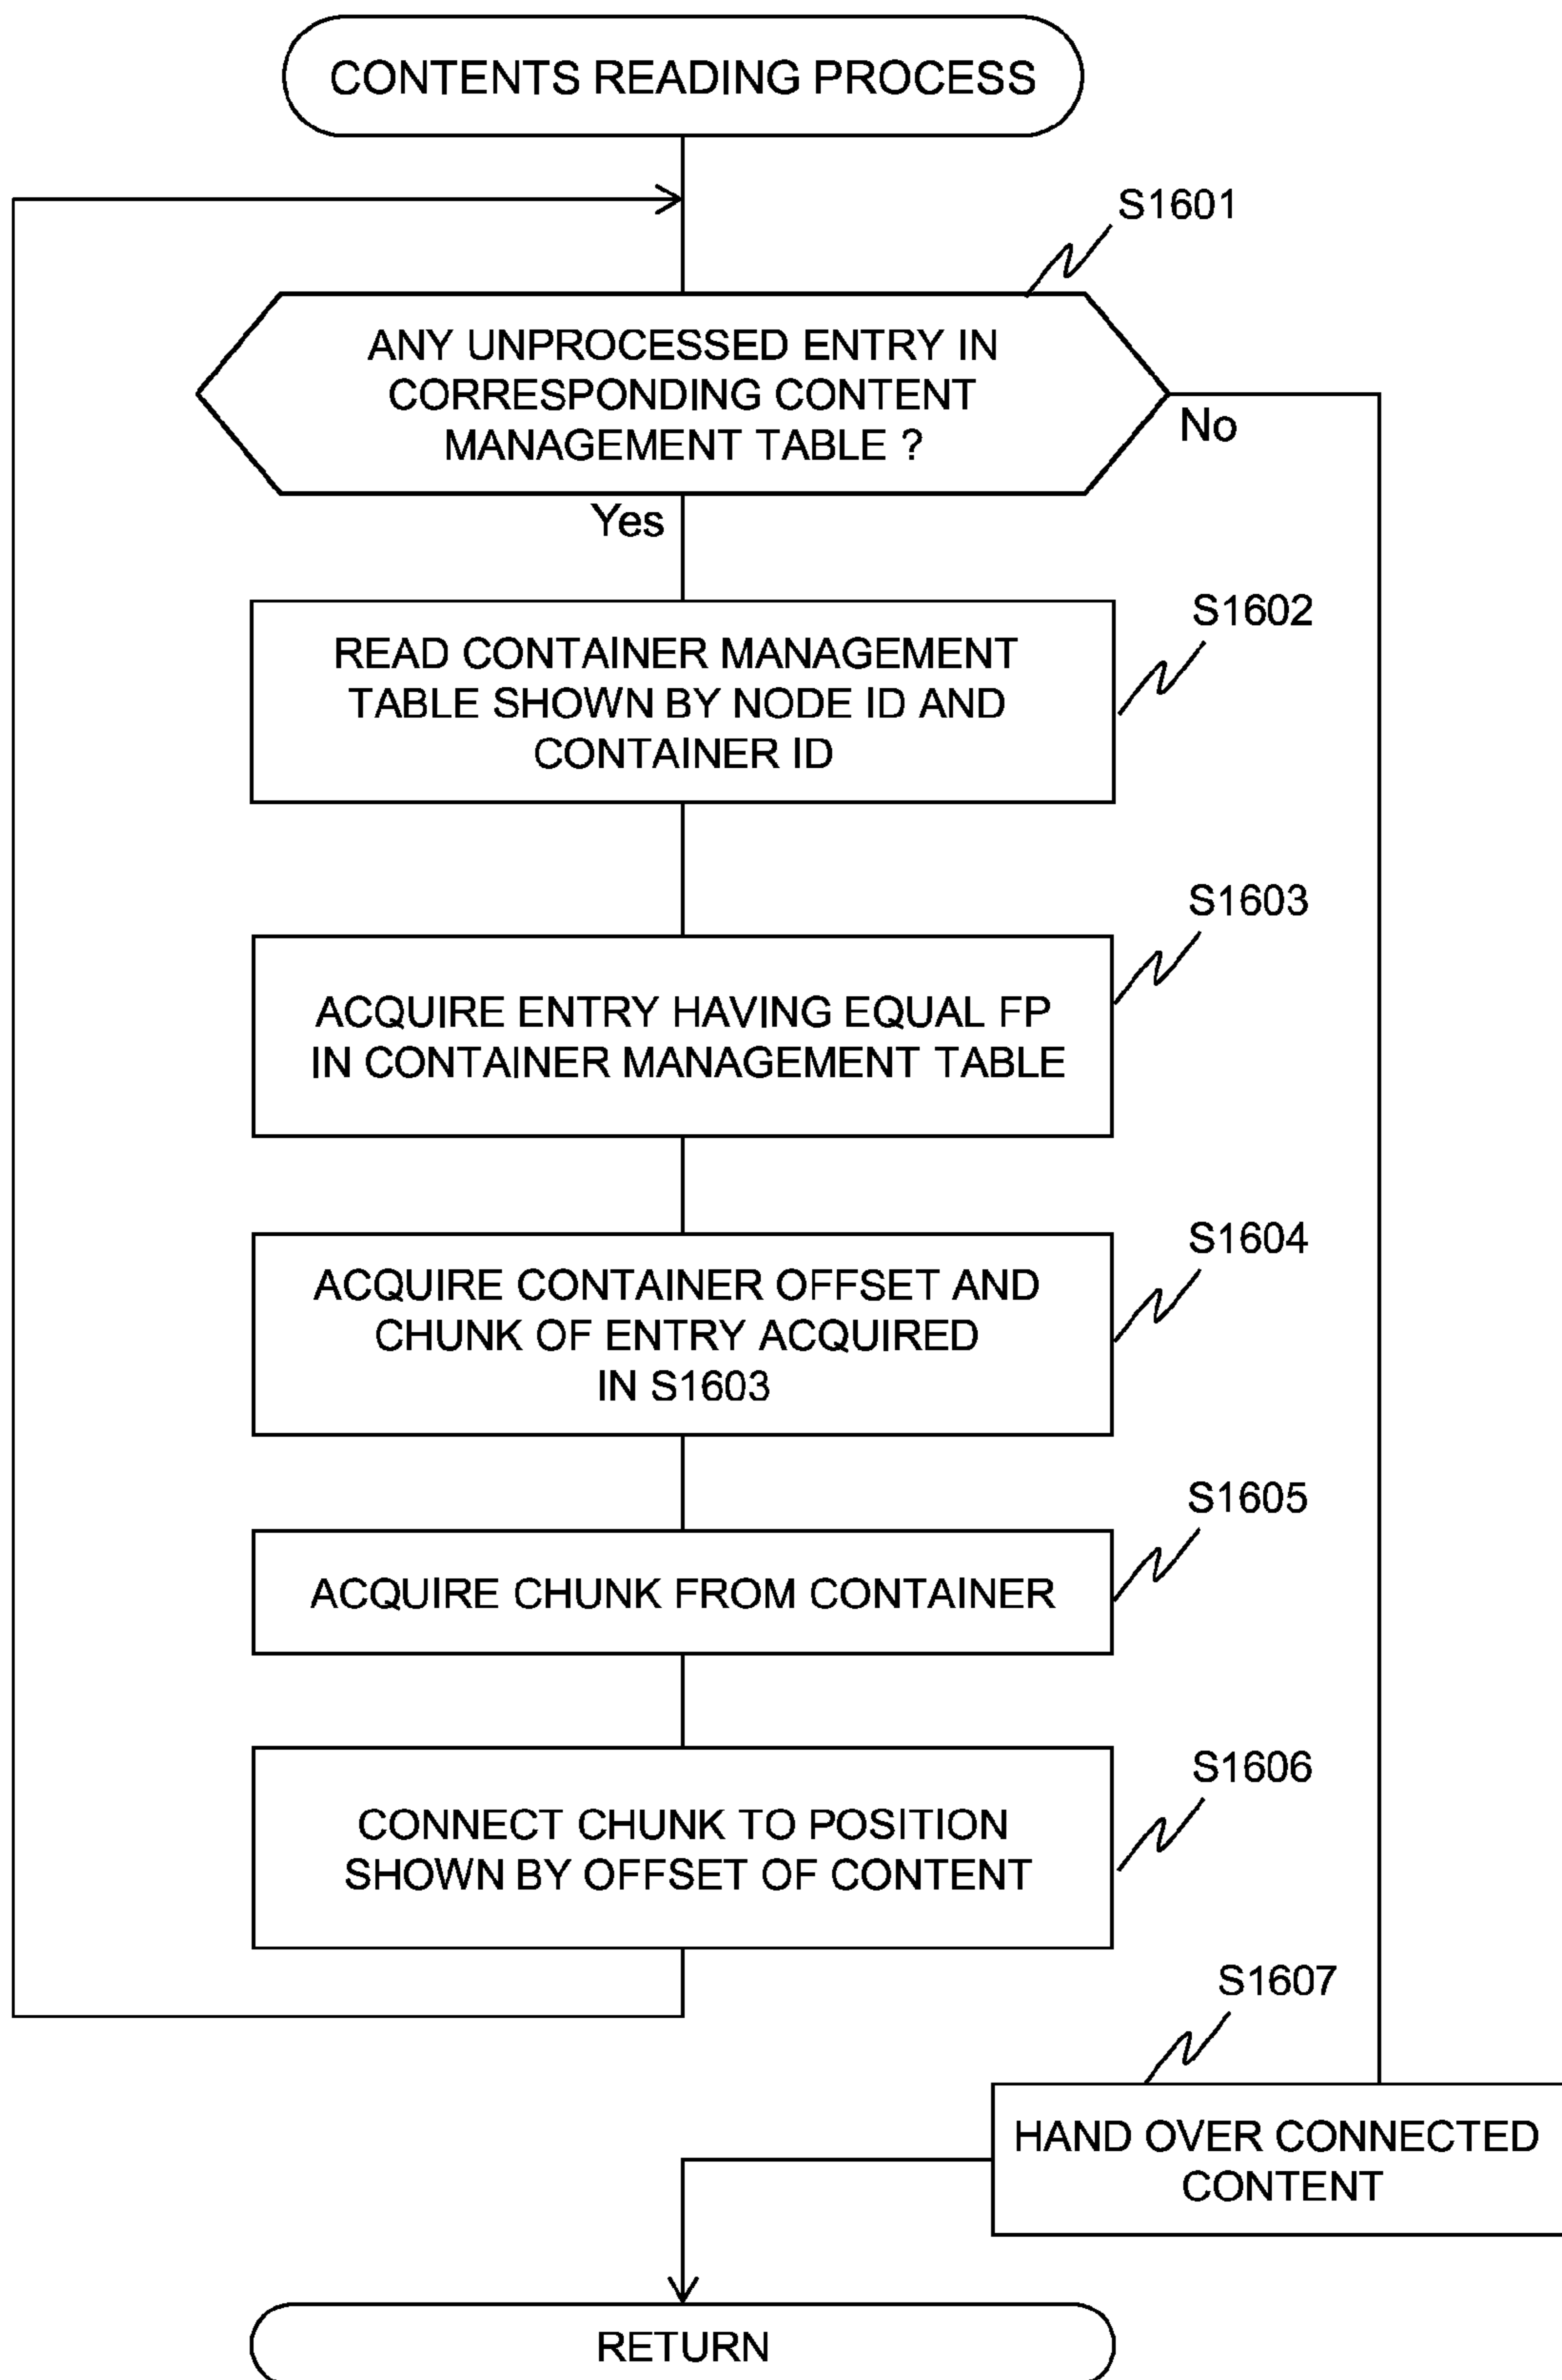 CONTENTS READING PROCESS
S1601
ANY UNPROCESSED ENTRY IN
CORRESPONDING CONTENT
MANAGEMENT TABLE ?
No
Yes
S1602
READ CONTAINER MANAGEMENT
TABLE SHOWN BY NODE ID AND
CONTAINER ID
S1603
ACQUIRE ENTRY HAVING EQUAL FP
IN CONTAINER MANAGEMENT TABLE
S1604
ACQUIRE CONTAINER OFFSET AND
CHUNK OF ENTRY ACQUIRED
IN S1603
S1605
ACQUIRE CHUNK FROM CONTAINER
S1606
CONNECT CHUNK TO POSITION
SHOWN BY OFFSET OF CONTENT
S1607
HAND OVER CONNECTED
CONTENT
RETURN